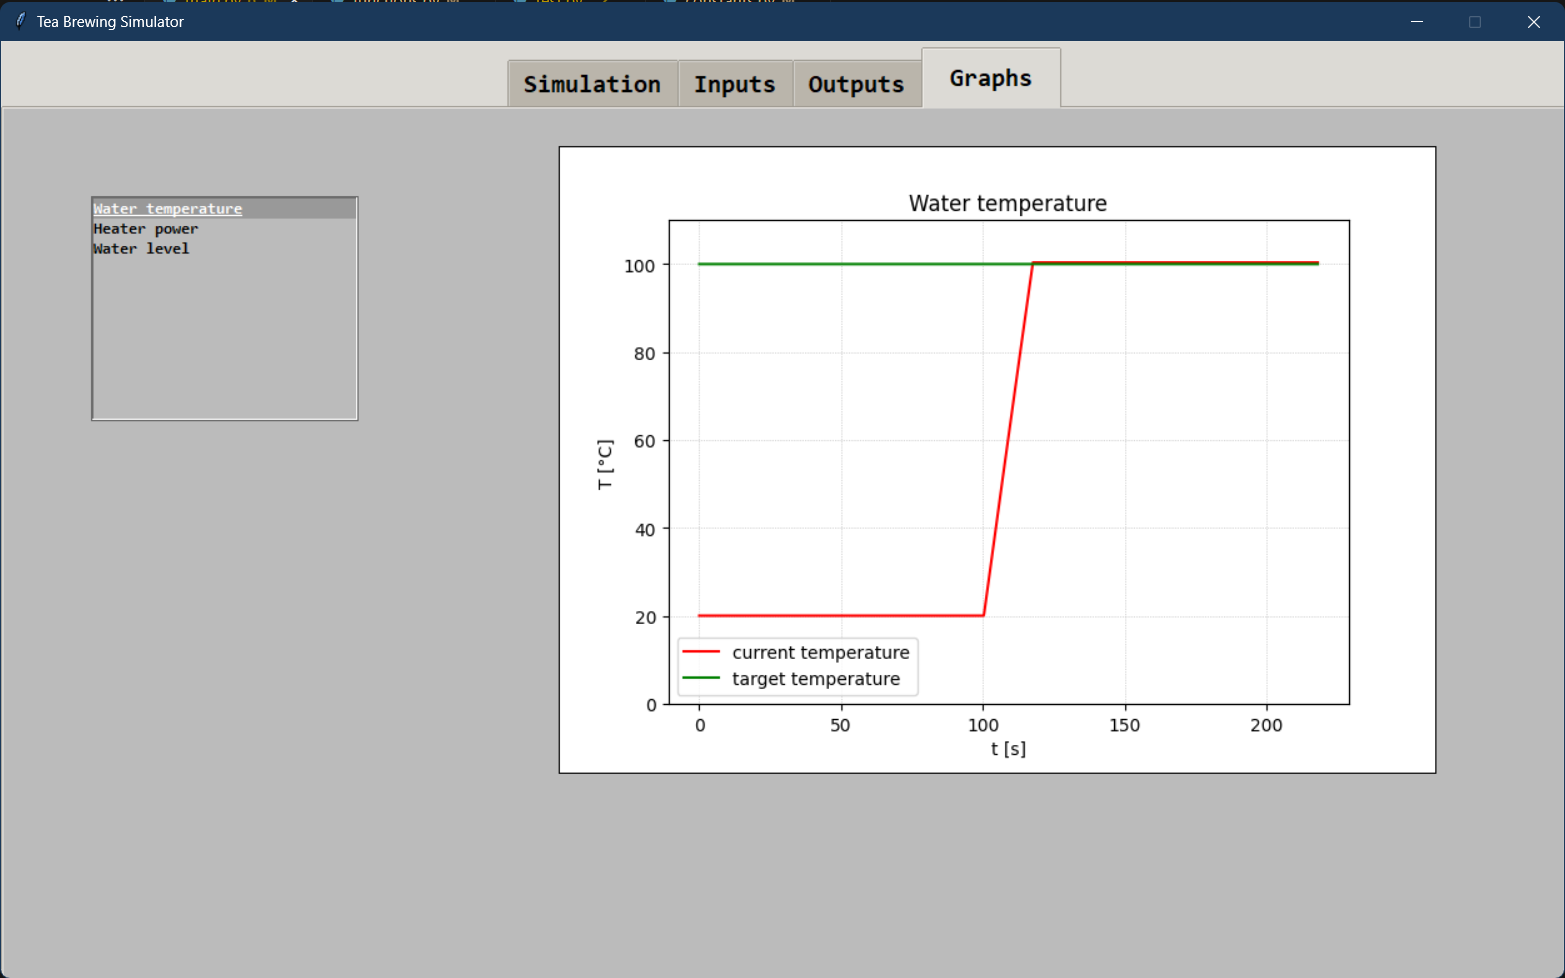 Tea Brewing Simulator
Simulation Inputs Outputs Graphs
Water temperature
Heater power
Water level
Water temperature
100
80
60
40
20
0
T [°C]
current temperature
target temperature
0 50 100 150 200
t [s]